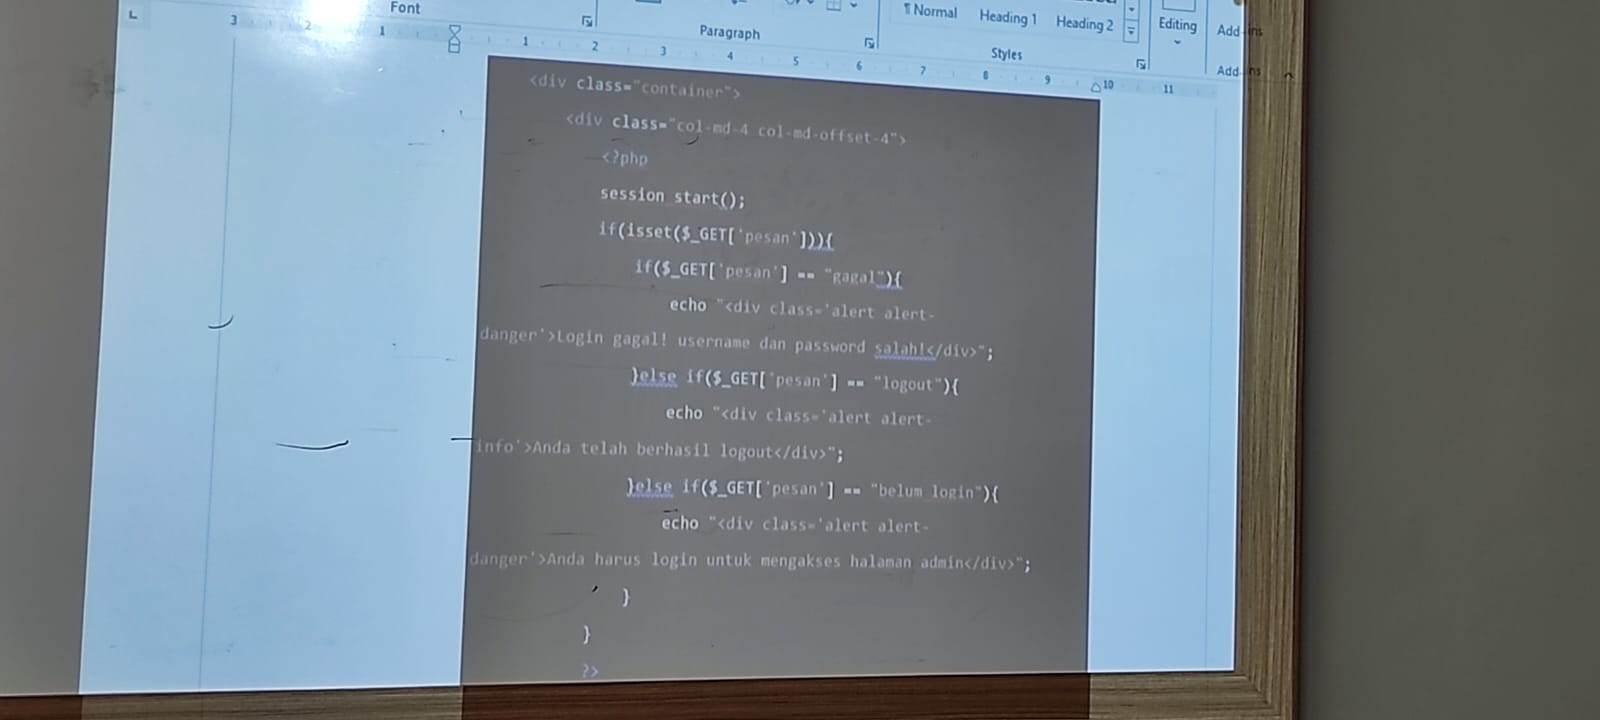 Font
Paragraph
¶ Normal Heading 1 Heading 2
Styles
Editing
Add-ins
Add-ins
3 2 1 1 2 3 4 5 6 7 8 9 10 11
<div class="container">
<div class="col-md-4 col-md-offset-4">
<?php
session_start();
if(isset($_GET['pesan'])){
if($_GET['pesan'] == "gagal"){
echo "<div class='alert alert-
danger'>Login gagal! username dan password salah!</div>";
}else if($_GET['pesan'] == "logout"){
echo "<div class='alert alert-
info'>Anda telah berhasil logout</div>";
}else if($_GET['pesan'] == "belum_login"){
echo "<div class='alert alert-
danger'>Anda harus login untuk mengakses halaman admin</div>";
}
}
?>